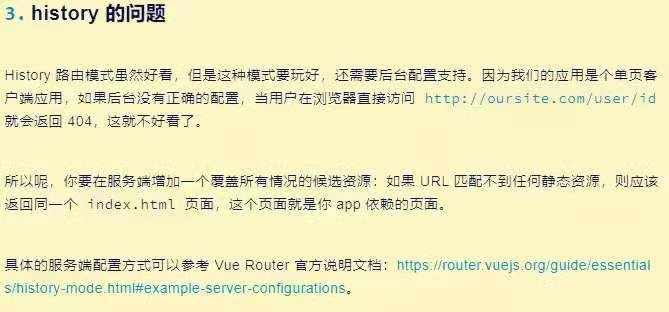 3. history 的问题
History 路由模式虽然好看，但是这种模式要玩好，还需要后台配置支持。因为我们的应用是个单页客
户端应用，如果后台没有正确的配置，当用户在浏览器直接访问 http://oursite.com/user/id
就会返回 404，这就不好看了。
所以呢，你要在服务端增加一个覆盖所有情况的候选资源：如果 URL 匹配不到任何静态资源，则应该
返回同一个 index.html 页面，这个页面就是你 app 依赖的页面。
具体的服务端配置方式可以参考 Vue Router 官方说明文档：https://router.vuejs.org/guide/essential
s/history-mode.html#example-server-configurations。